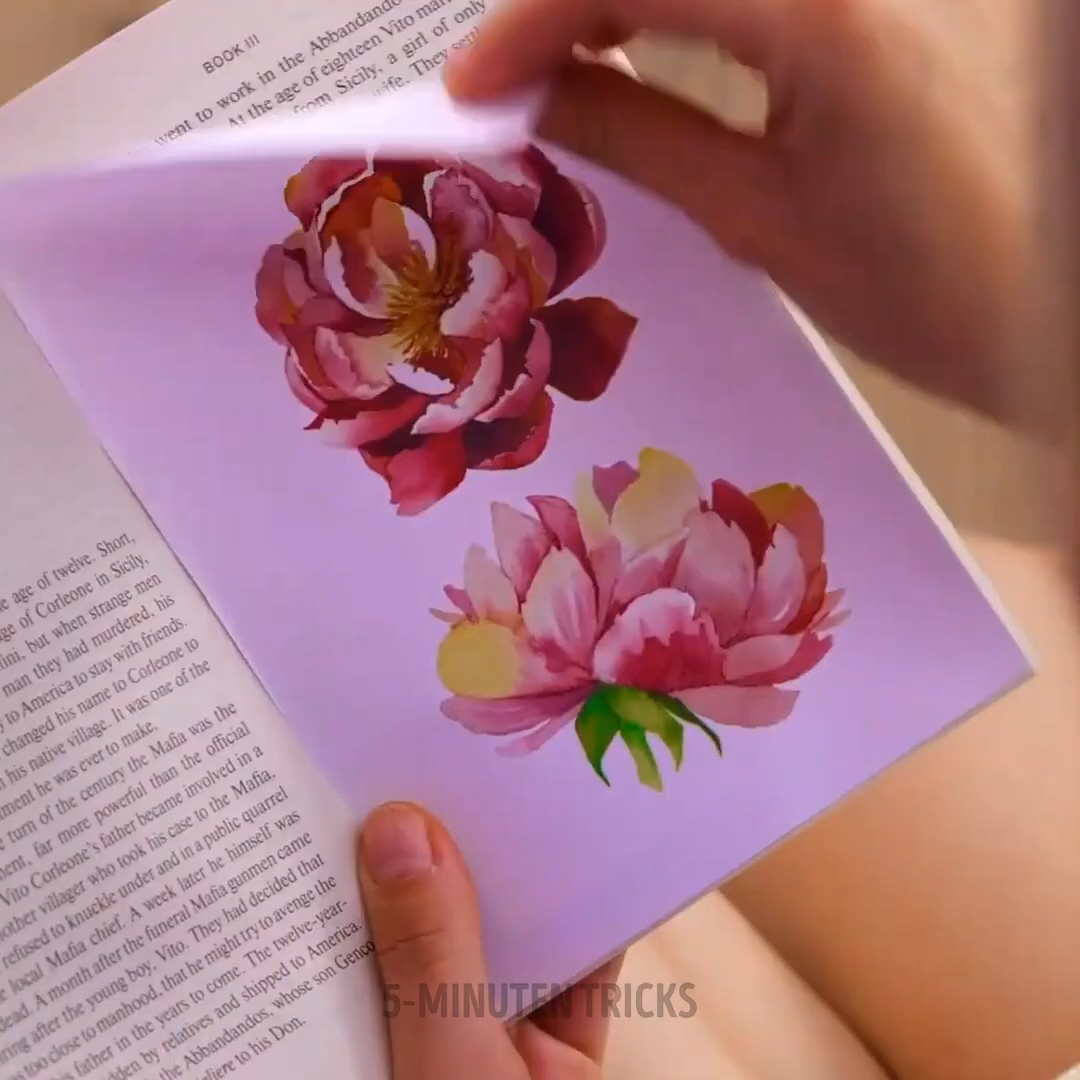 BOOK III
went to work in the Abbandando
At the age of eighteen Vito
from Sicily, a girl of only
wife. They
age of twelve. Short,
of Corleone in Sicily,
but when strange men
man they had murdered, his
to America to stay with friends.
changed his name to Corleone to
his native village. It was one of the
he was ever to make.
turn of the century the Mafia was the
far more powerful than the official
Vito Corleone's father became involved in a
villager who took his case to the Mafia.
refused to knuckle under and in a public quarrel
local Mafia chief. A week later he himself was
A month after the funeral Mafia gunmen came
after the young boy, Vito. They had decided that
too close to manhood, that he might try to avenge the
father in the years to come. The twelve-year-
by relatives and shipped to America.
the Abbandandos, whose son Genco
to his Don.
5-MINUTEN TRICKS